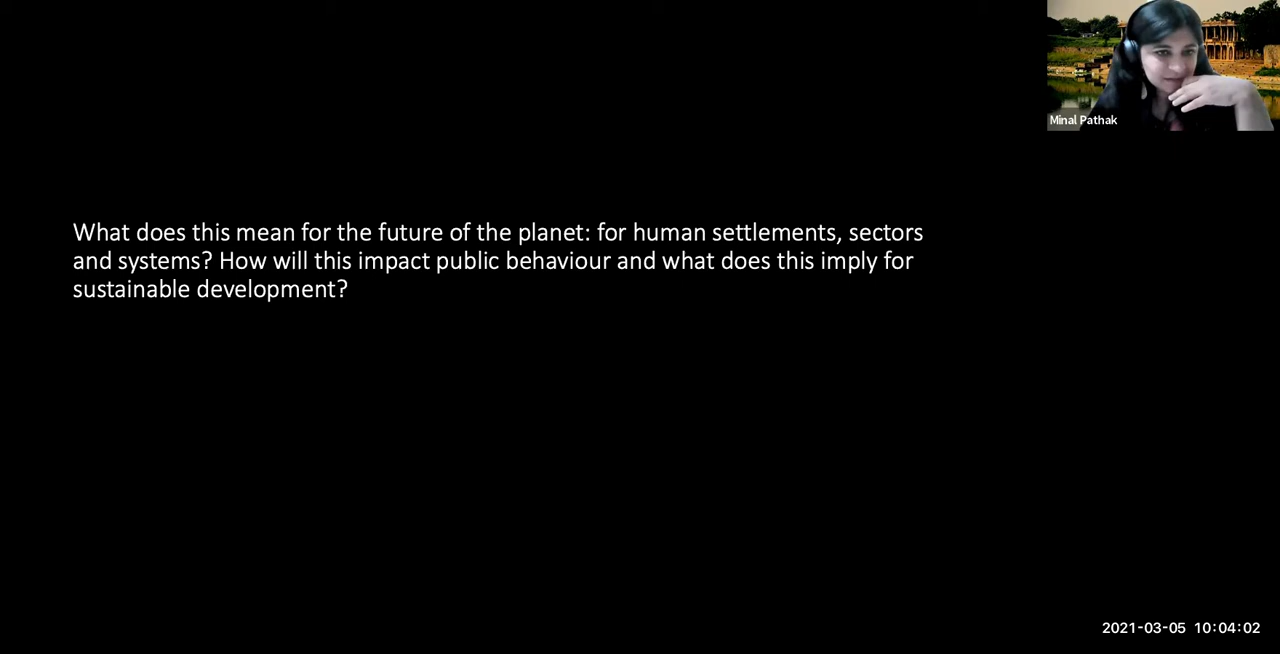 Minal Pathak
What does this mean for the future of the planet: for human settlements, sectors
and systems? How will this impact public behaviour and what does this imply for
sustainable development?
2021-03-05 10:04:02